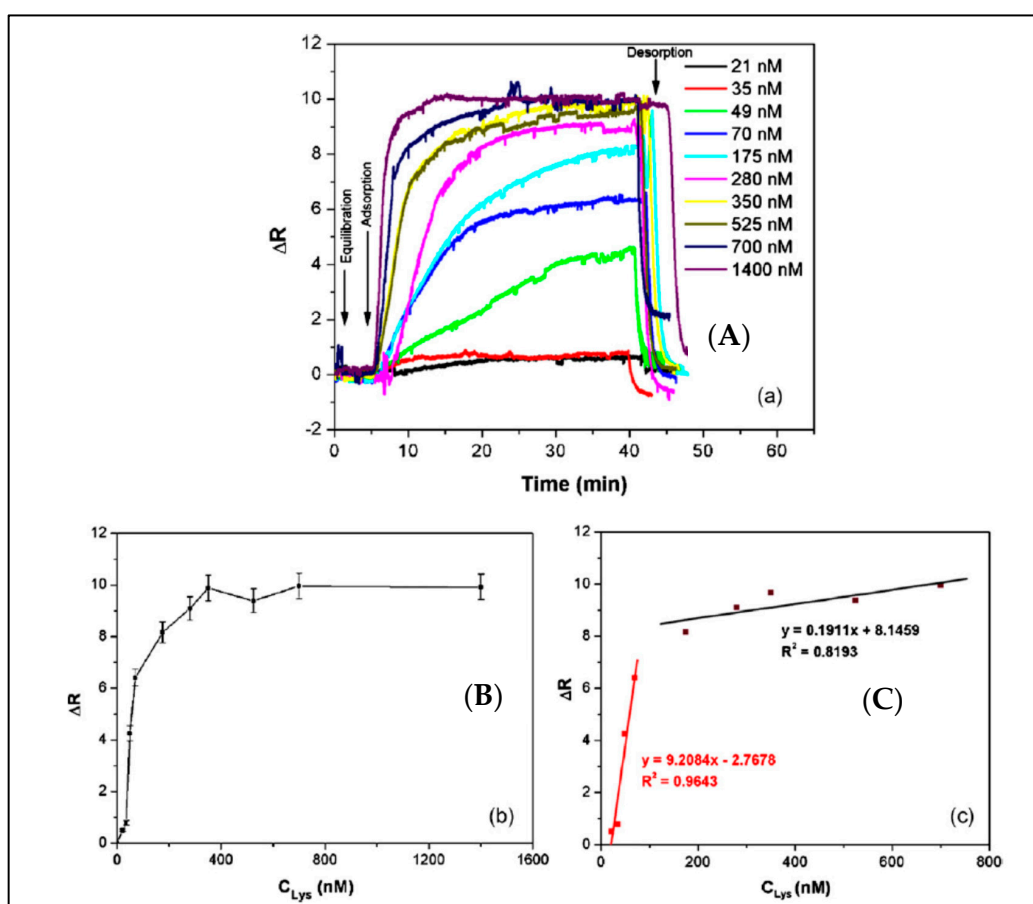 12
10
8
6
4
2
0
-2
ΔR
Equilibration
Adsorption
Desorption
21 nM
35 nM
49 nM
70 nM
175 nM
280 nM
350 nM
525 nM
700 nM
1400 nM
(A)
(a)
0 10 20 30 40 50 60
Time (min)
12
10
8
6
4
2
0
ΔR
(B)
(b)
0 400 800 1200 1600
C_Lys (nM)
12
10
8
6
4
2
0
ΔR
y = 0.1911x + 8.1459
R² = 0.8193
(C)
y = 9.2084x - 2.7678
R² = 0.9643
(c)
0 200 400 600 800
C_Lys (nM)